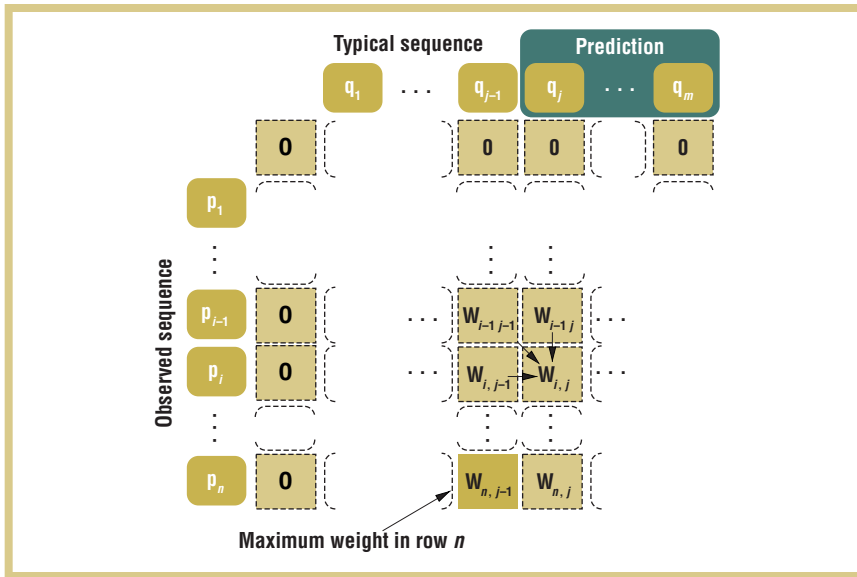 Typical sequence Prediction
q1 . . . qj–1 qj . . . qm
0 0 0 0
p1
. . .
Observed sequence
pi–1 0 . . . Wi–1 j–1 Wi–1 j . . .
pi 0 . . . Wi, j–1 Wi, j . . .
. . .
pn 0 Wn, j–1 Wn, j
Maximum weight in row n